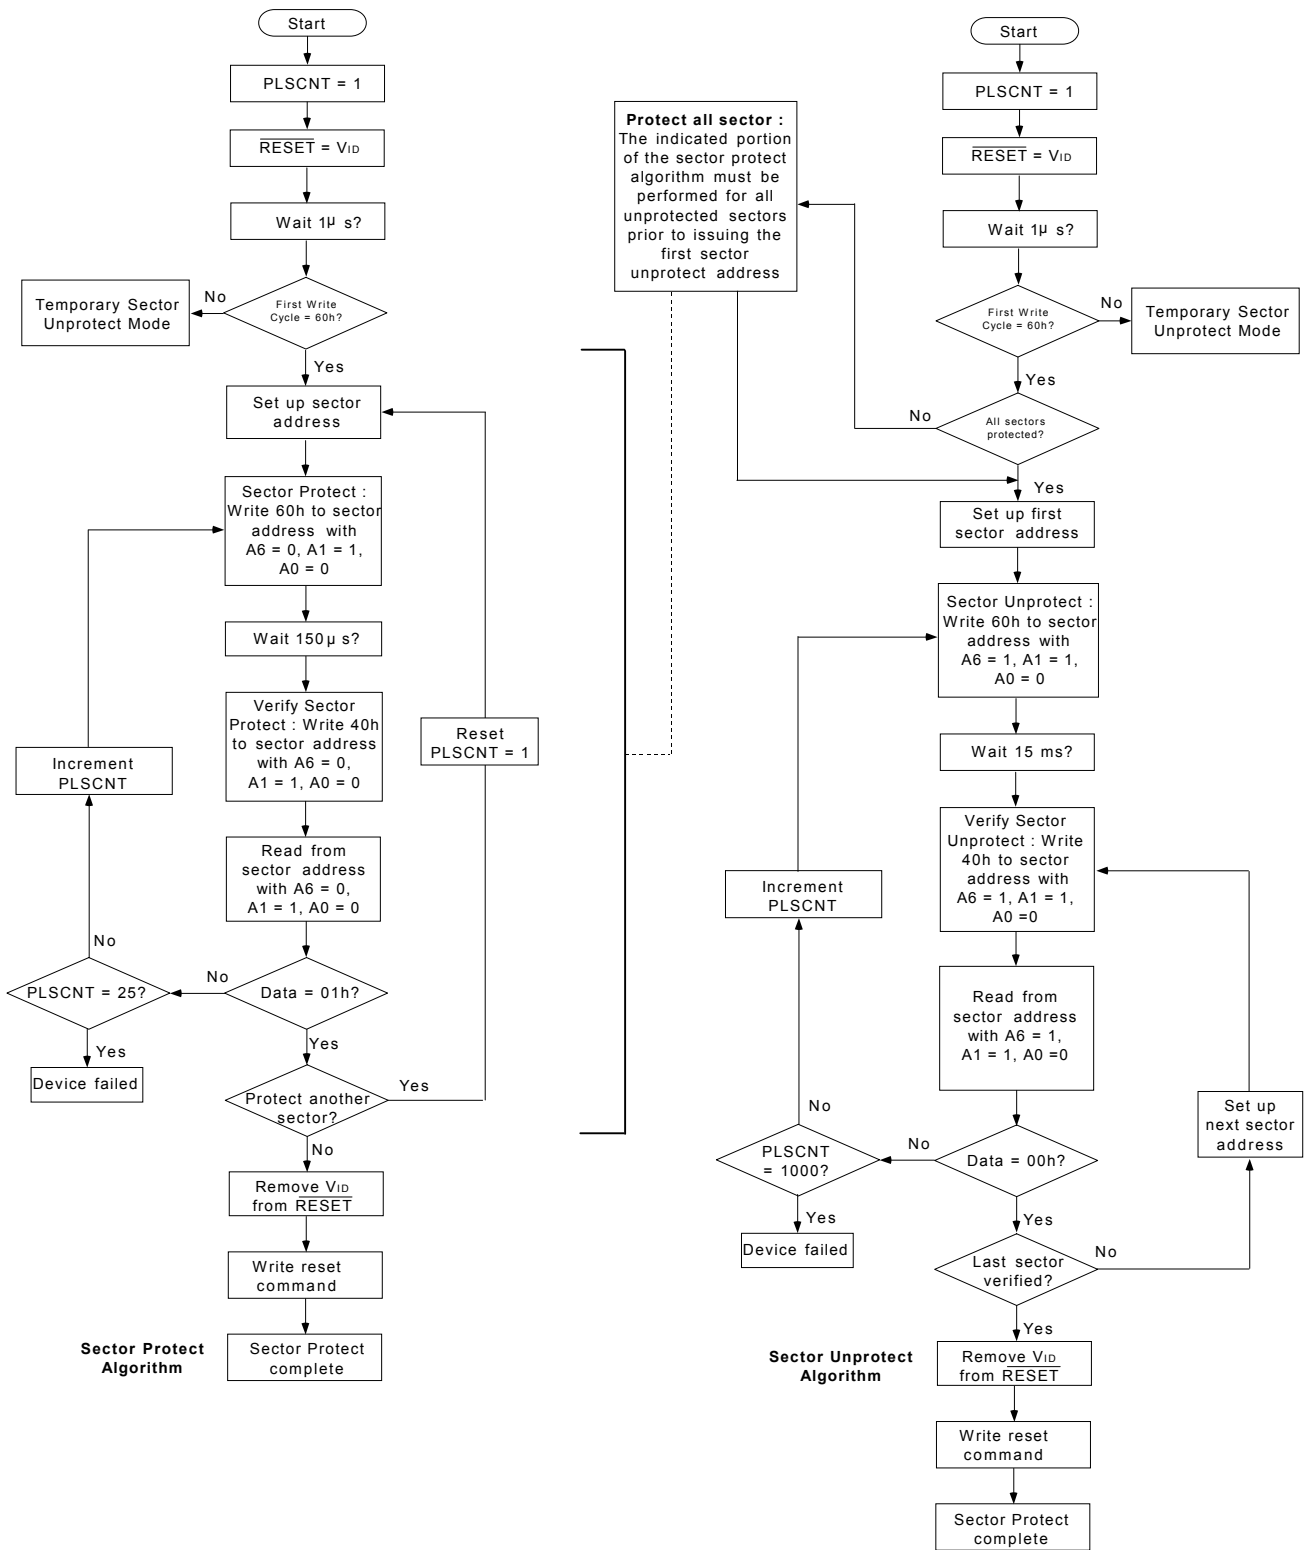 Start
PLSCNT = 1
RESET = VID
Wait 1μ s?
First Write
Cycle = 60h?
No
Temporary Sector
Unprotect Mode
Yes
Set up sector
address
Sector Protect :
Write 60h to sector
address with
A6 = 0, A1 = 1,
A0 = 0
Wait 150μ s?
Verify Sector
Protect : Write 40h
to sector address
with A6 = 0,
A1 = 1, A0 = 0
Reset
PLSCNT = 1
Increment
PLSCNT
Read from
sector address
with A6 = 0,
A1 = 1, A0 = 0
No
Data = 01h?
No
PLSCNT = 25?
Yes
Device failed
Yes
Protect another
sector?
Yes
No
Remove VID
from RESET
Write reset
command
Sector Protect
complete
Sector Protect
Algorithm
Protect all sector :
The indicated portion
of the sector protect
algorithm must be
performed for all
unprotected sectors
prior to issuing the
first sector
unprotect address
Start
PLSCNT = 1
RESET = VID
Wait 1μ s?
First Write
Cycle = 60h?
No
Temporary Sector
Unprotect Mode
Yes
All sectors
protected?
No
Yes
Set up first
sector address
Sector Unprotect :
Write 60h to sector
address with
A6 = 1, A1 = 1,
A0 = 0
Wait 15 ms?
Verify Sector
Unprotect : Write
40h to sector
address with
A6 = 1, A1 = 1,
A0 =0
Increment
PLSCNT
Read from
sector address
with A6 = 1,
A1 = 1, A0 =0
No
Data = 00h?
No
PLSCNT
= 1000?
Yes
Device failed
Set up
next sector
address
Yes
Last sector
verified?
No
Yes
Remove VID
from RESET
Write reset
command
Sector Protect
complete
Sector Unprotect
Algorithm